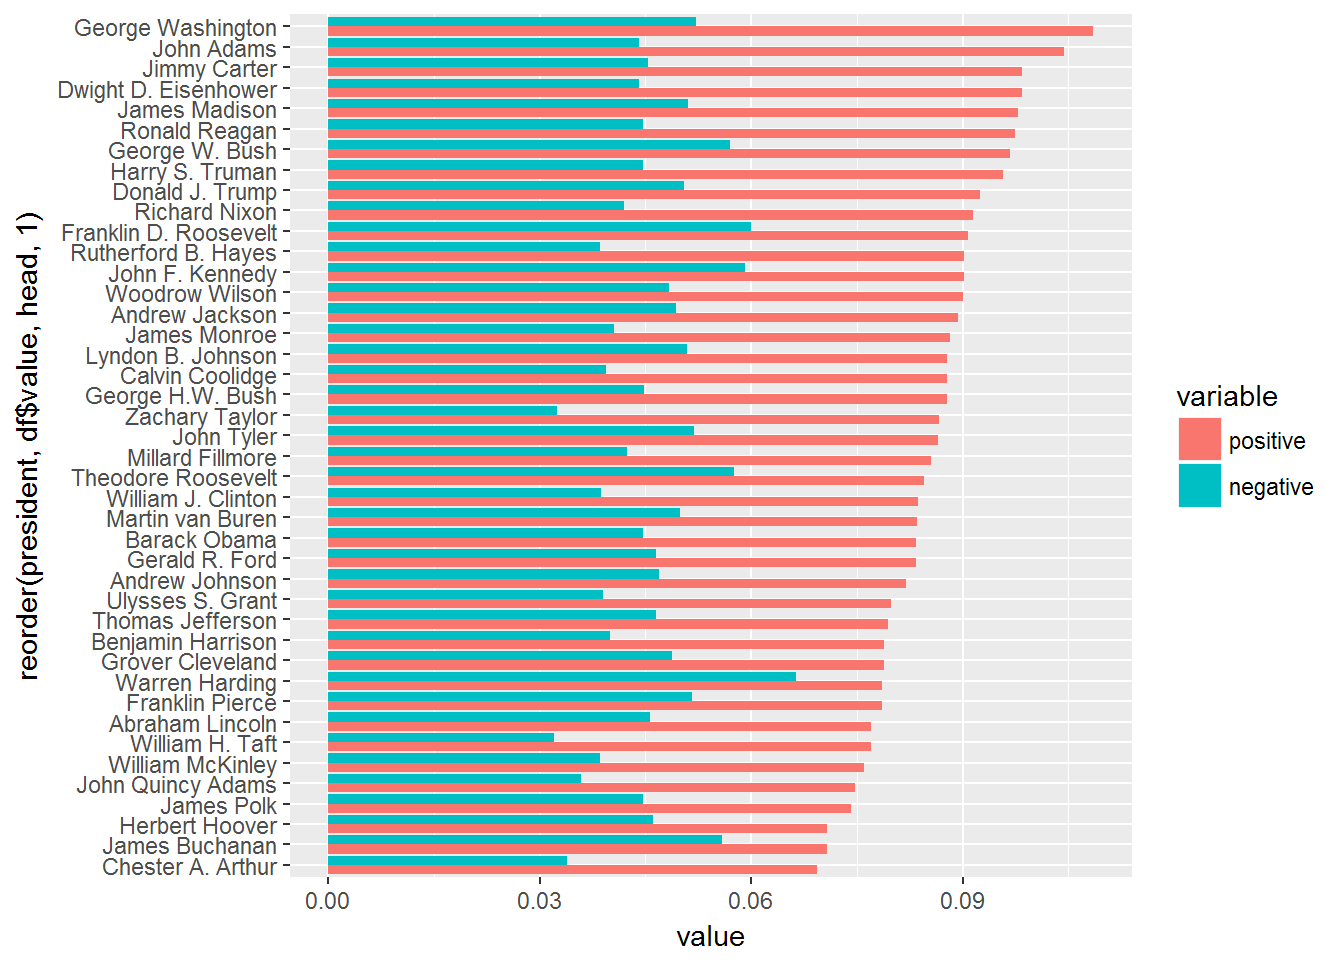 George Washington
John Adams
Jimmy Carter
Dwight D. Eisenhower
James Madison
Ronald Reagan
George W. Bush
Harry S. Truman
Donald J. Trump
Richard Nixon
Franklin D. Roosevelt
Rutherford B. Hayes
John F. Kennedy
Woodrow Wilson
Andrew Jackson
James Monroe
Lyndon B. Johnson
Calvin Coolidge
George H.W. Bush
Zachary Taylor
John Tyler
Millard Fillmore
Theodore Roosevelt
William J. Clinton
Martin van Buren
Barack Obama
Gerald R. Ford
Andrew Johnson
Ulysses S. Grant
Thomas Jefferson
Benjamin Harrison
Grover Cleveland
Warren Harding
Franklin Pierce
Abraham Lincoln
William H. Taft
William McKinley
John Quincy Adams
James Polk
Herbert Hoover
James Buchanan
Chester A. Arthur
reorder(president, df$value, head, 1)
0.00 0.03 0.06 0.09
value
variable
positive
negative